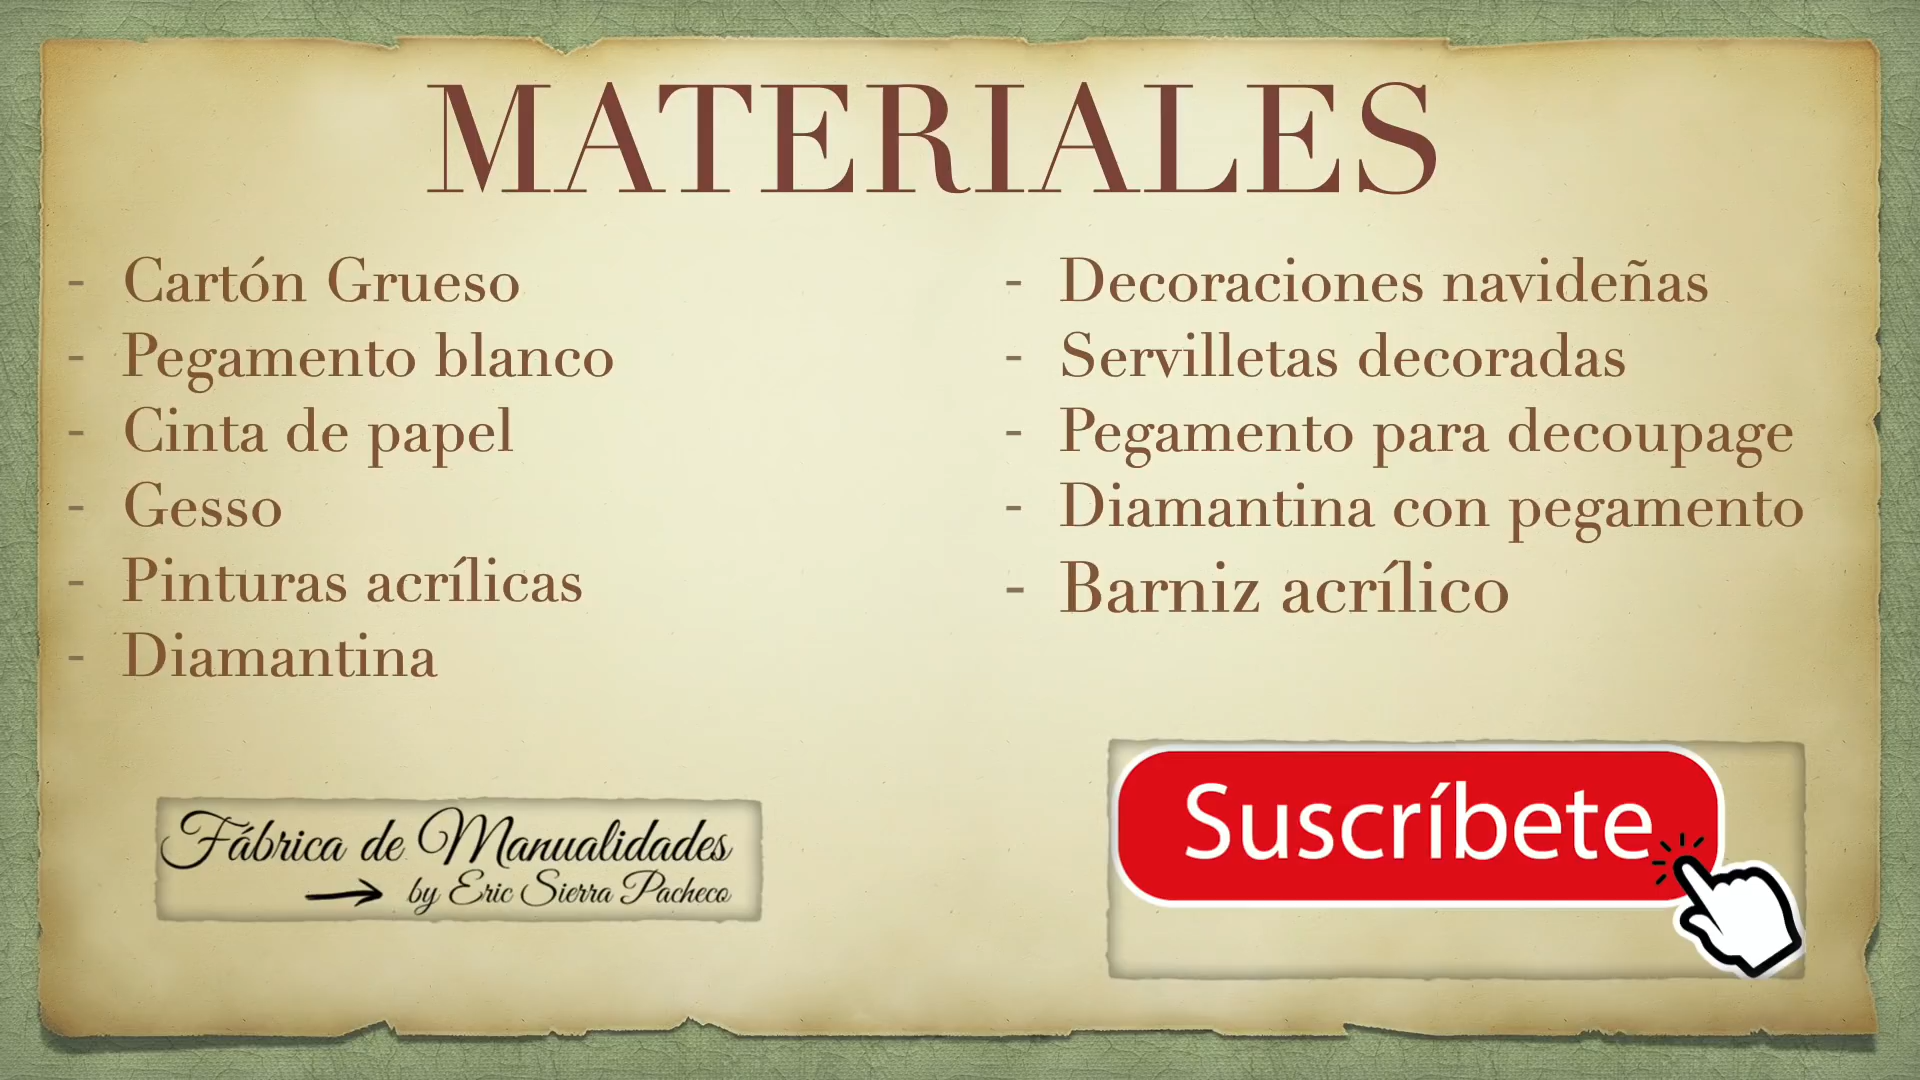 MATERIALES
- Cartón Grueso
- Pegamento blanco
- Cinta de papel
- Gesso
- Pinturas acrílicas
- Diamantina
- Decoraciones navideñas
- Servilletas decoradas
- Pegamento para decoupage
- Diamantina con pegamento
- Barniz acrílico
Fábrica de Manualidades
by Eric Sierra Pacheco
Suscríbete